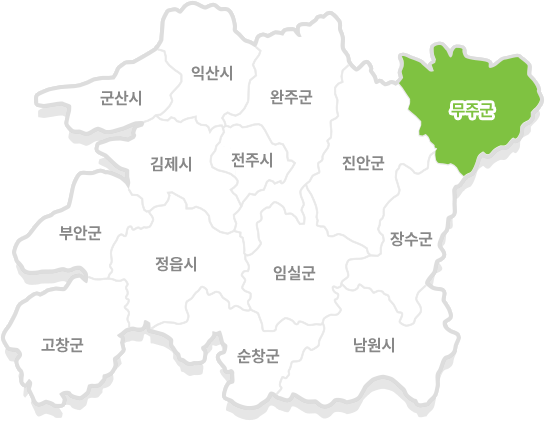 익산시
군산시
완주군
무주군
김제시
전주시
진안군
부안군
장수군
정읍시
임실군
고창군
순창군
남원시